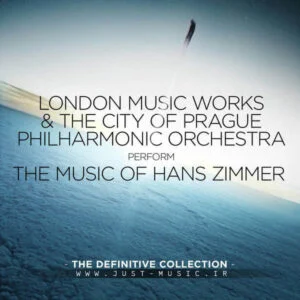 LONDON MUSIC WORKS
& THE CITY OF PRAGUE
PHILHARMONIC ORCHESTRA
PERFORM
THE MUSIC OF HANS ZIMMER
- THE DEFINITIVE COLLECTION -
WWW.JUST-MUSIC.IR